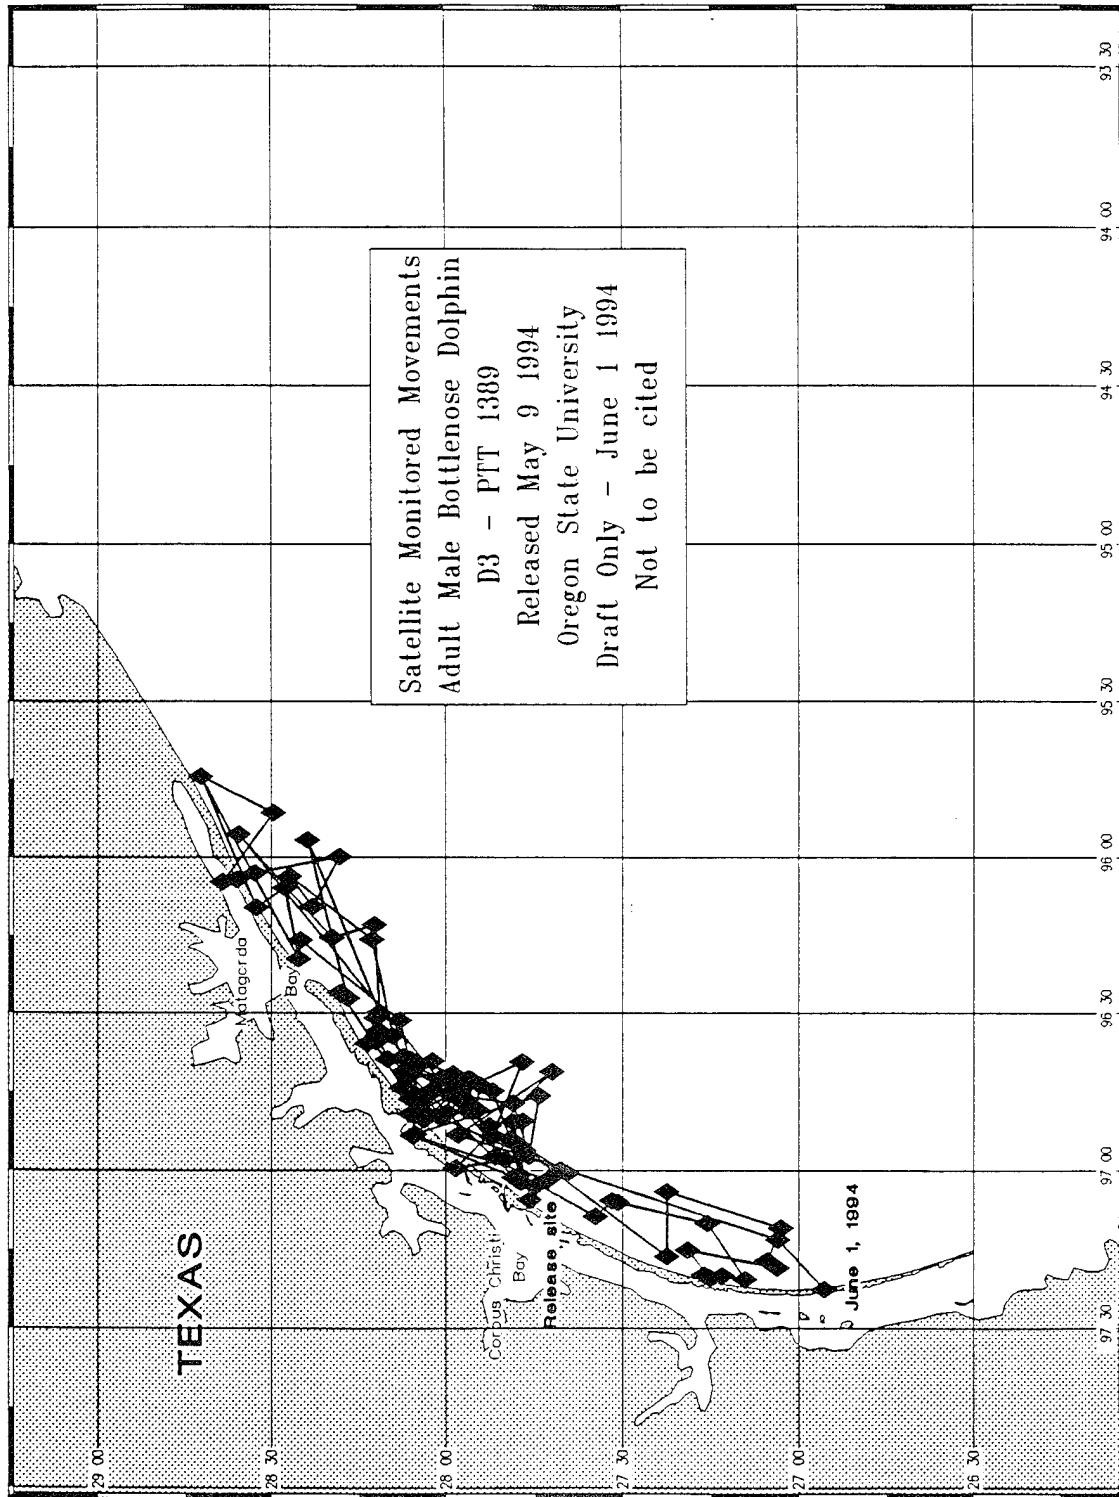 TEXAS
Matagorda
Bay
Corpus Christi
Bay
Release site
June 1, 1994
Satellite Monitored Movements
Adult Male Bottlenose Dolphin
D3 - PTT 1389
Released May 9 1994
Oregon State University
Draft Only - June 1 1994
Not to be cited
29 00
28 30
28 00
27 30
27 00
26 30
97 30
97 00
96 30
96 00
95 30
95 00
94 30
94 00
93 30